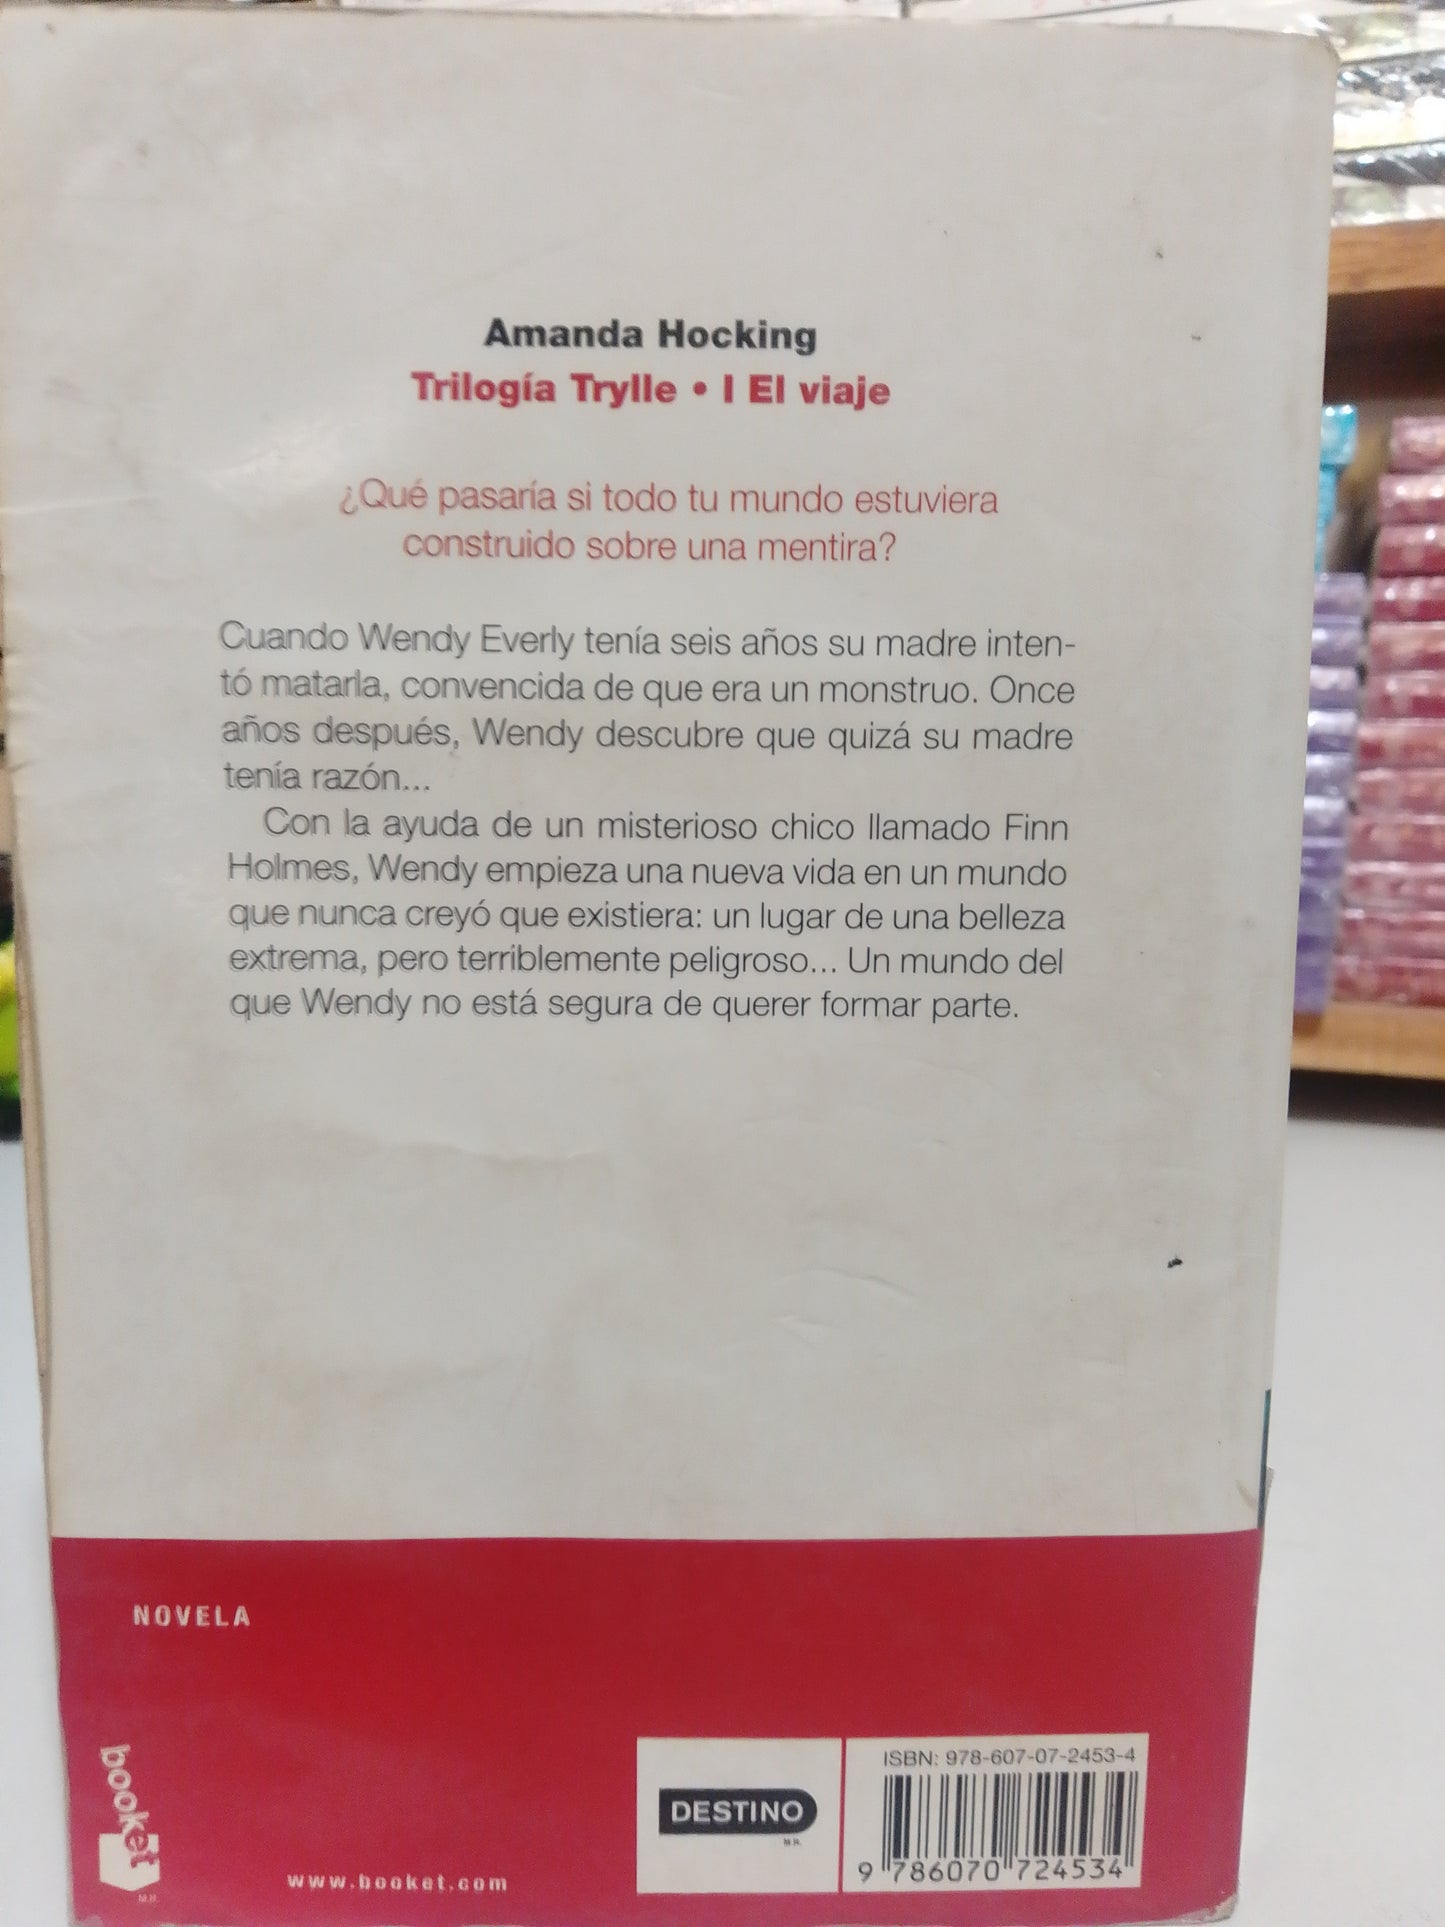 Amanda Hocking
Trilogía Trylle • I El viaje
¿Qué pasaría si todo tu mundo estuviera
construido sobre una mentira?
Cuando Wendy Everly tenía seis años su madre inten-
tó matarla, convencida de que era un monstruo. Once
años después, Wendy descubre que quizá su madre
tenía razón...
Con la ayuda de un misterioso chico llamado Finn
Holmes, Wendy empieza una nueva vida en un mundo
que nunca creyó que existiera: un lugar de una belleza
extrema, pero terriblemente peligroso... Un mundo del
que Wendy no está segura de querer formar parte.
NOVELA
booket
M.R.
www.booket.com
DESTINO
M.R.
ISBN: 978-607-07-2453-4
9 786070 724534